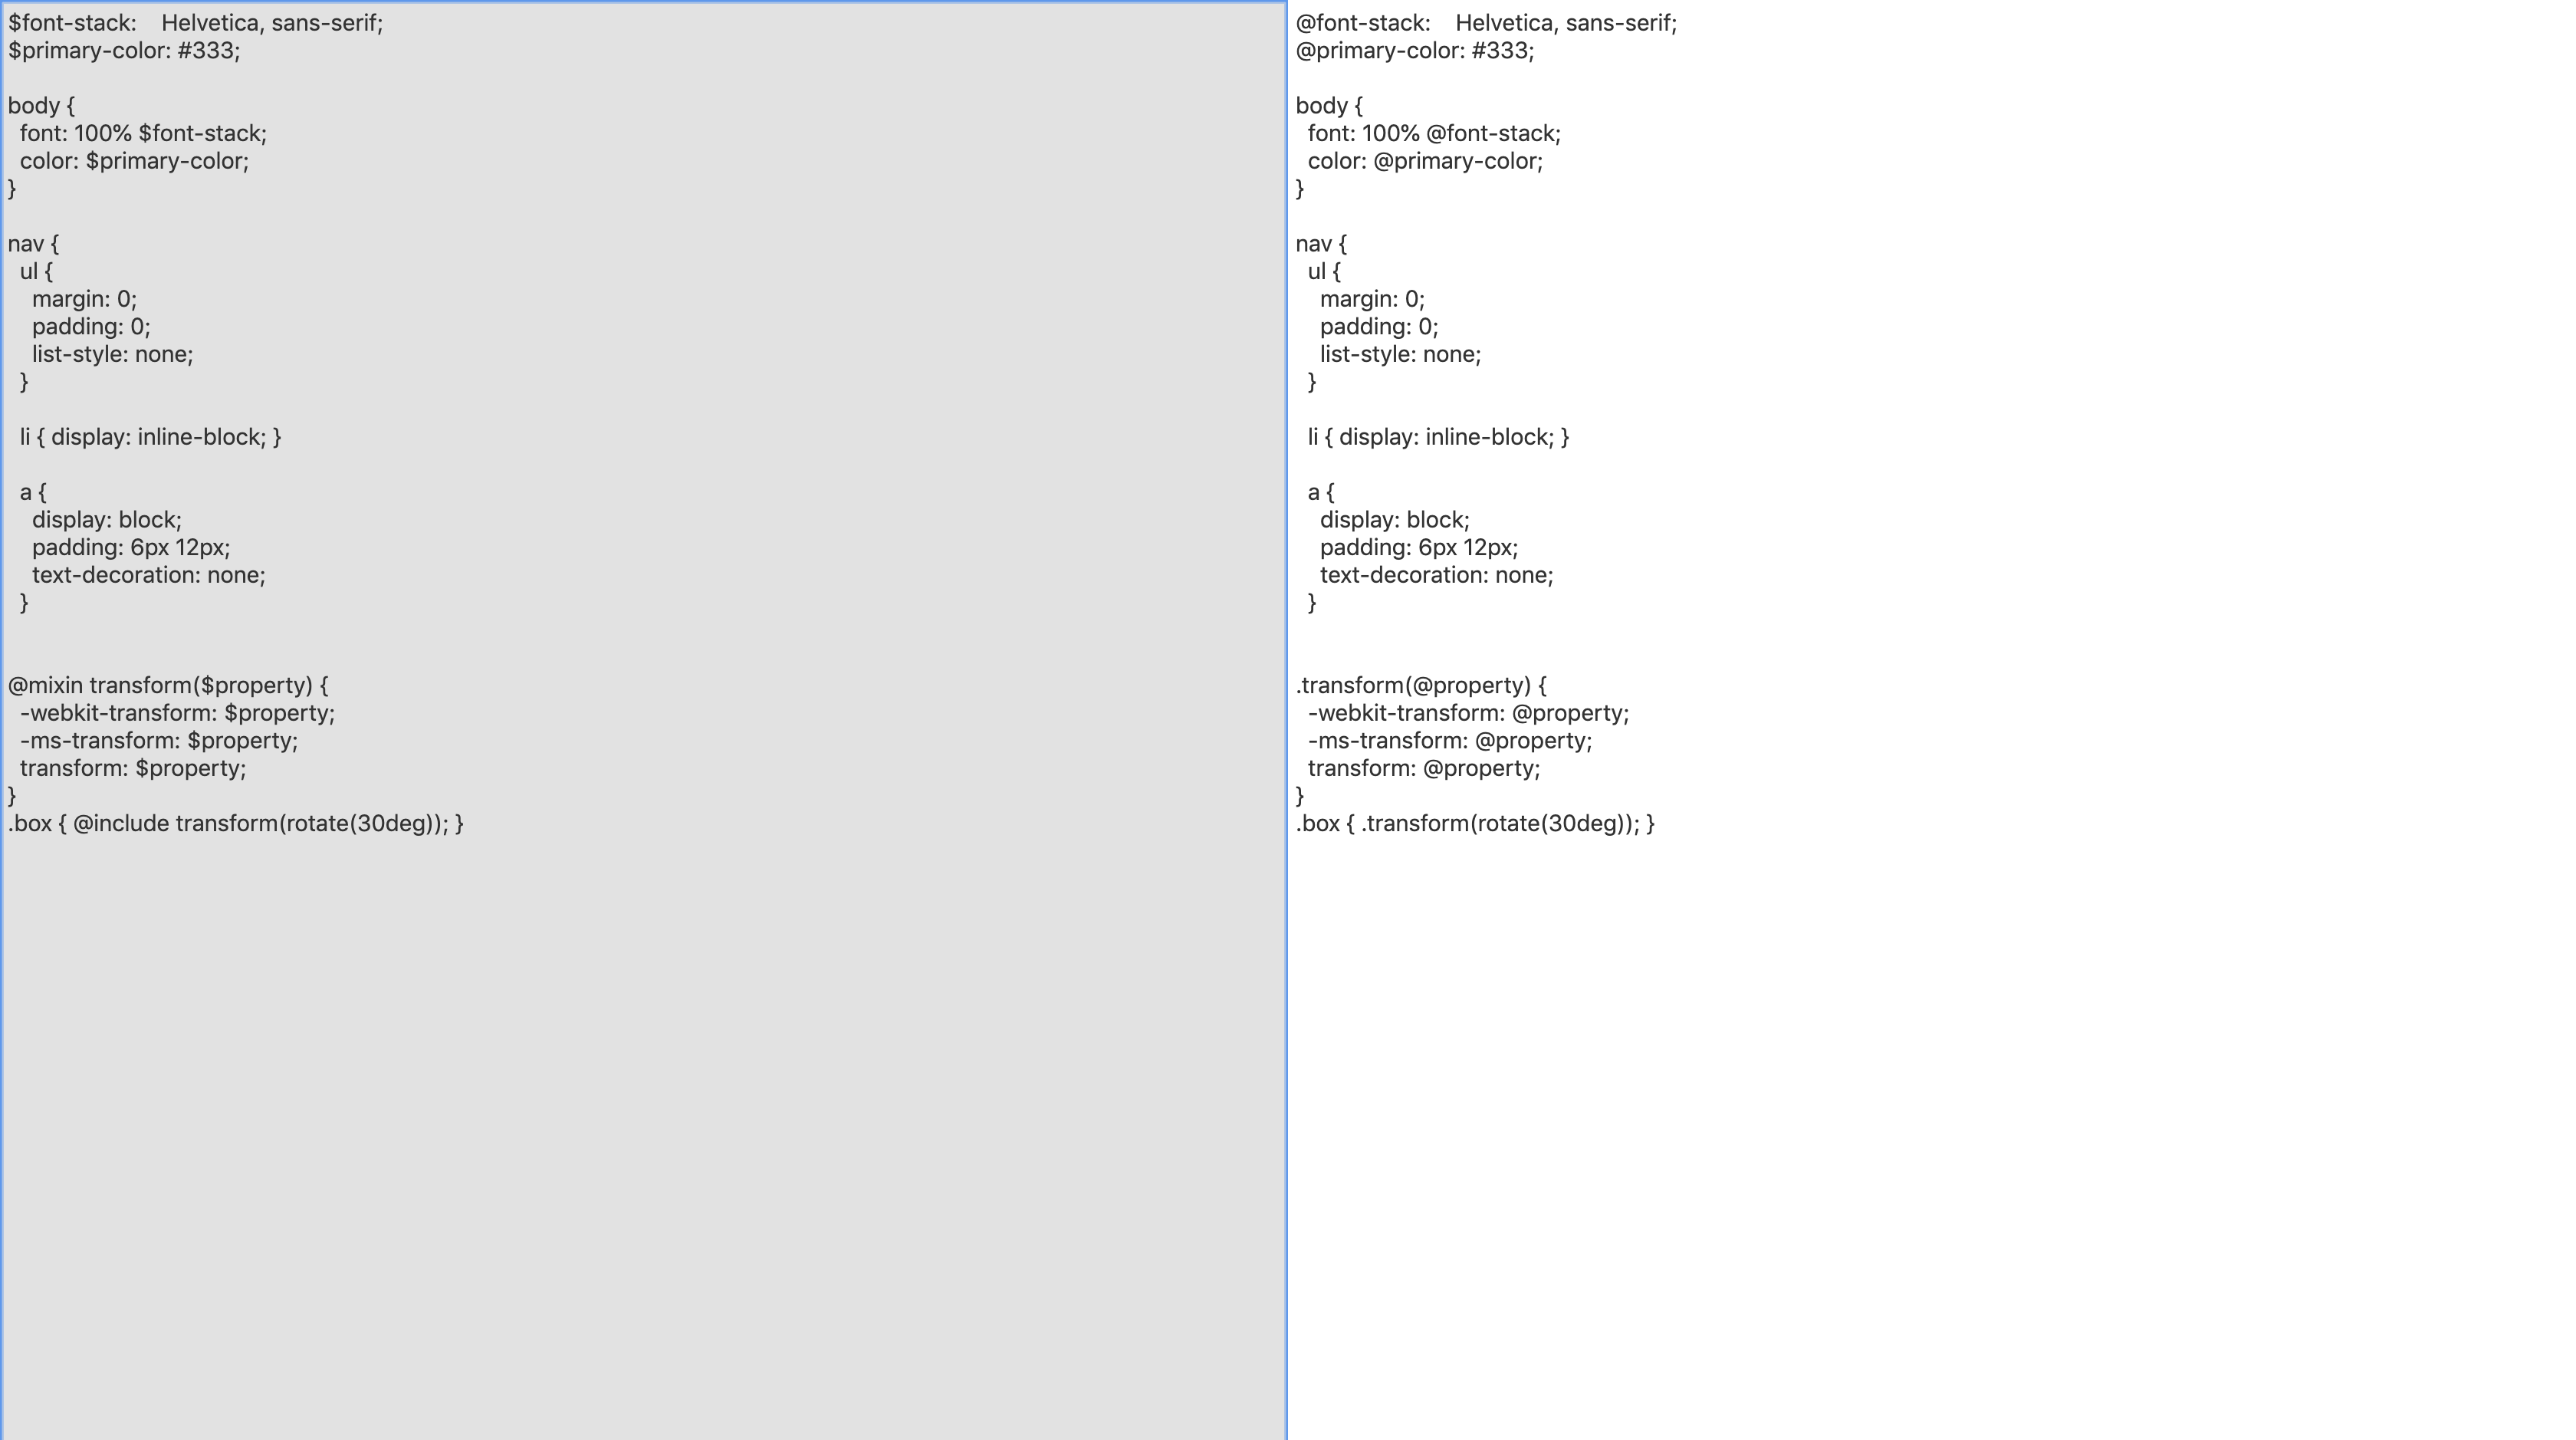 $font-stack:    Helvetica, sans-serif;
$primary-color: #333;

body {
  font: 100% $font-stack;
  color: $primary-color;
}

nav {
  ul {
    margin: 0;
    padding: 0;
    list-style: none;
  }

  li { display: inline-block; }

  a {
    display: block;
    padding: 6px 12px;
    text-decoration: none;
  }


@mixin transform($property) {
  -webkit-transform: $property;
  -ms-transform: $property;
  transform: $property;
}
.box { @include transform(rotate(30deg)); }
@font-stack:    Helvetica, sans-serif;
@primary-color: #333;

body {
  font: 100% @font-stack;
  color: @primary-color;
}

nav {
  ul {
    margin: 0;
    padding: 0;
    list-style: none;
  }

  li { display: inline-block; }

  a {
    display: block;
    padding: 6px 12px;
    text-decoration: none;
  }


.transform(@property) {
  -webkit-transform: @property;
  -ms-transform: @property;
  transform: @property;
}
.box { .transform(rotate(30deg)); }